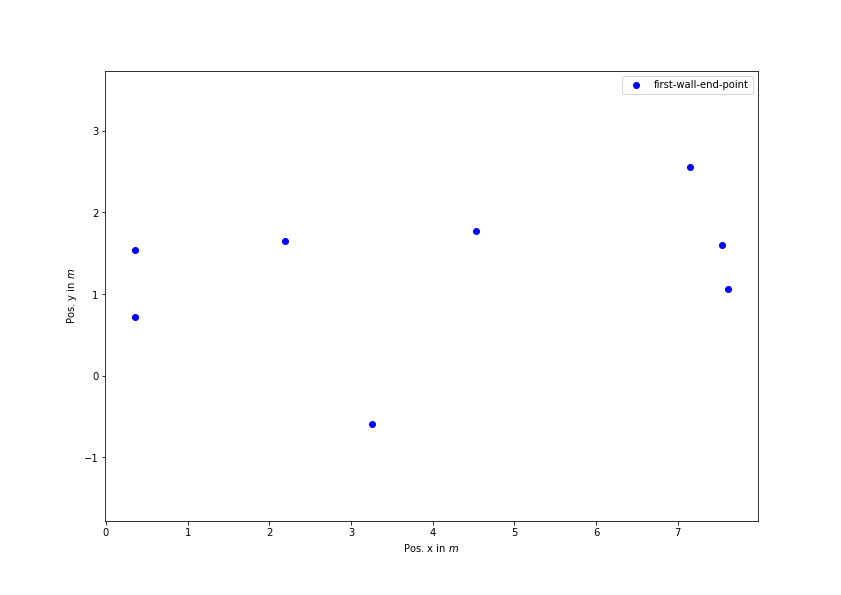 first-wall-end-point
3
2
1
0
−1
Pos. y in m
0 1 2 3 4 5 6 7
Pos. x in m